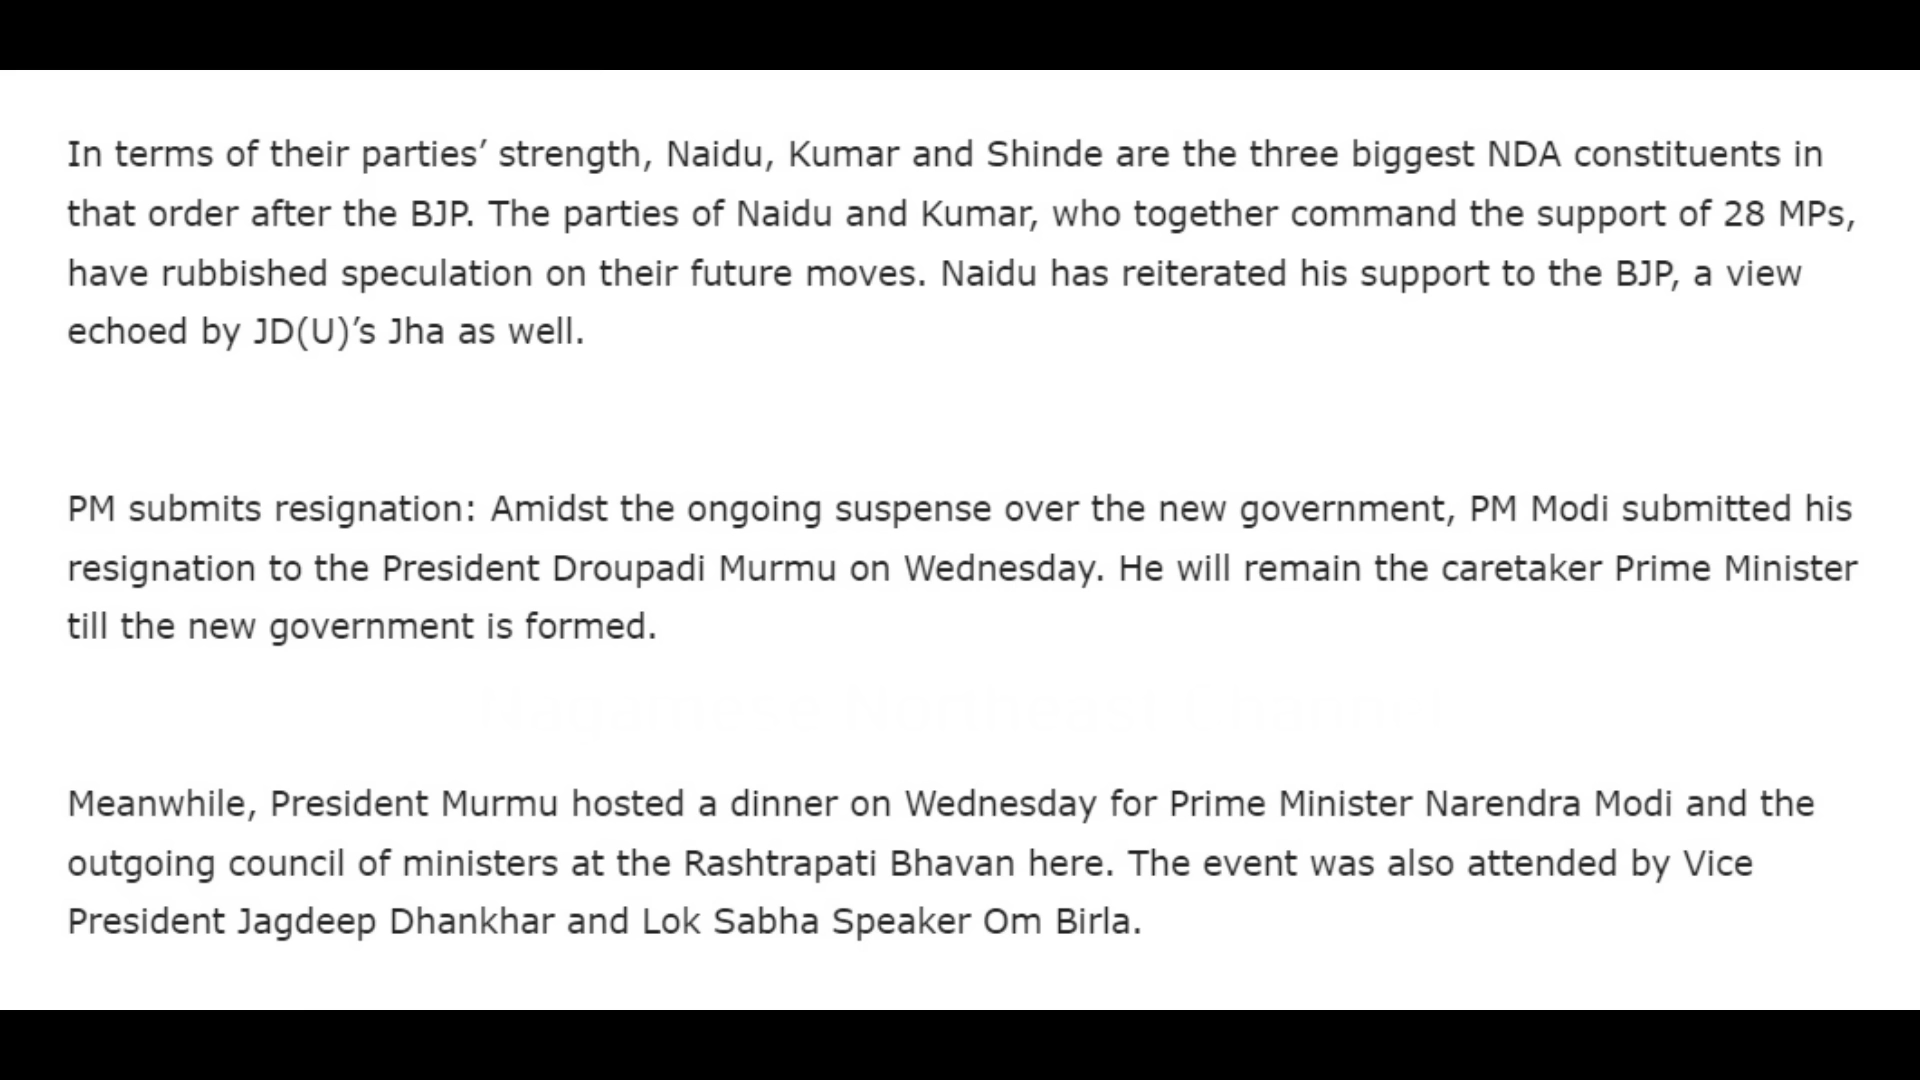 In terms of their parties’ strength, Naidu, Kumar and Shinde are the three biggest NDA constituents in
that order after the BJP. The parties of Naidu and Kumar, who together command the support of 28 MPs,
have rubbished speculation on their future moves. Naidu has reiterated his support to the BJP, a view
echoed by JD(U)’s Jha as well.
PM submits resignation: Amidst the ongoing suspense over the new government, PM Modi submitted his
resignation to the President Droupadi Murmu on Wednesday. He will remain the caretaker Prime Minister
till the new government is formed.
Meanwhile, President Murmu hosted a dinner on Wednesday for Prime Minister Narendra Modi and the
outgoing council of ministers at the Rashtrapati Bhavan here. The event was also attended by Vice
President Jagdeep Dhankhar and Lok Sabha Speaker Om Birla.